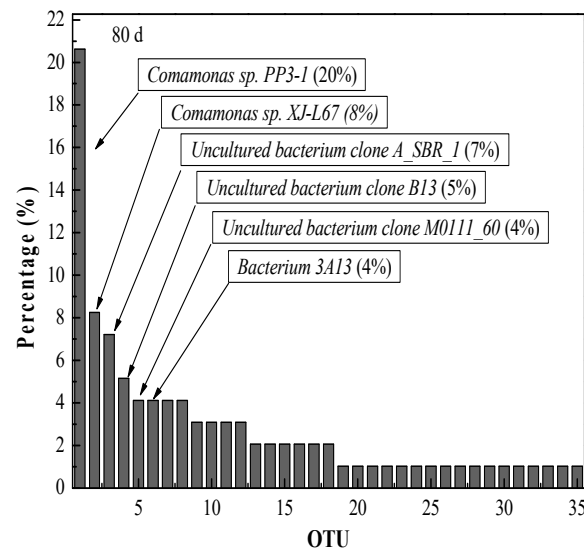 80 d
Comamonas sp. PP3-1 (20%)
Comamonas sp. XJ-L67 (8%)
Uncultured bacterium clone A_SBR_1 (7%)
Uncultured bacterium clone B13 (5%)
Uncultured bacterium clone M0111_60 (4%)
Bacterium 3A13 (4%)
Percentage (%)
22
20
18
16
14
12
10
8
6
4
2
0
5 10 15 20 25 30 35
OTU